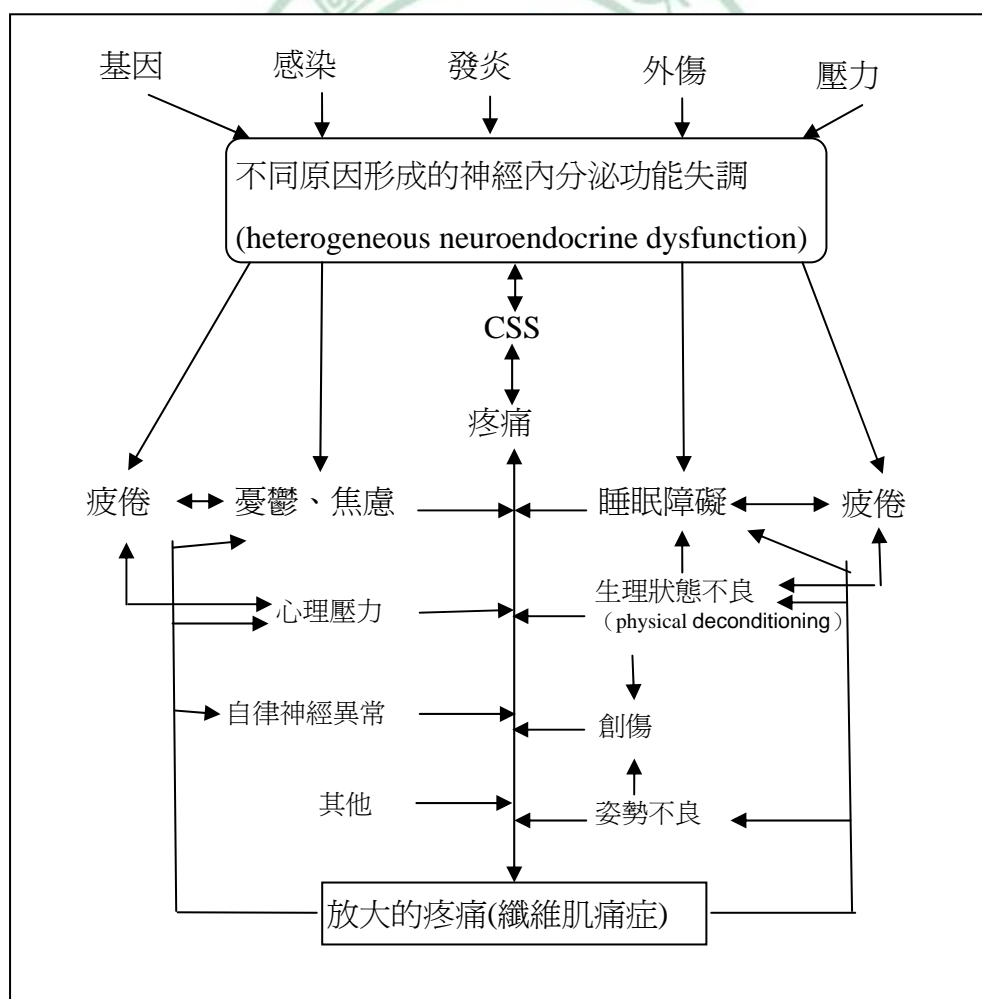 基因 感染 發炎 外傷 壓力
不同原因形成的神經內分泌功能失調
(heterogeneous neuroendocrine dysfunction)
CSS
疼痛
疲倦 憂鬱、焦慮 睡眠障礙 疲倦
心理壓力 生理狀態不良
（physical deconditioning）
自律神經異常 創傷
其他 姿勢不良
放大的疼痛(纖維肌痛症)